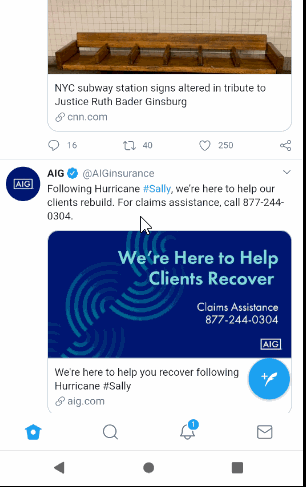 NYC subway station signs altered in tribute to
Justice Ruth Bader Ginsburg
cnn.com
16 40 250
AIG @AIGinsurance
Following Hurricane #Sally, we're here to help our
clients rebuild. For claims assistance, call 877-244-
0304.
We're Here to Help
Clients Recover
Claims Assistance
877-244-0304
AIG
We're here to help you recover following
Hurricane #Sally
aig.com
1